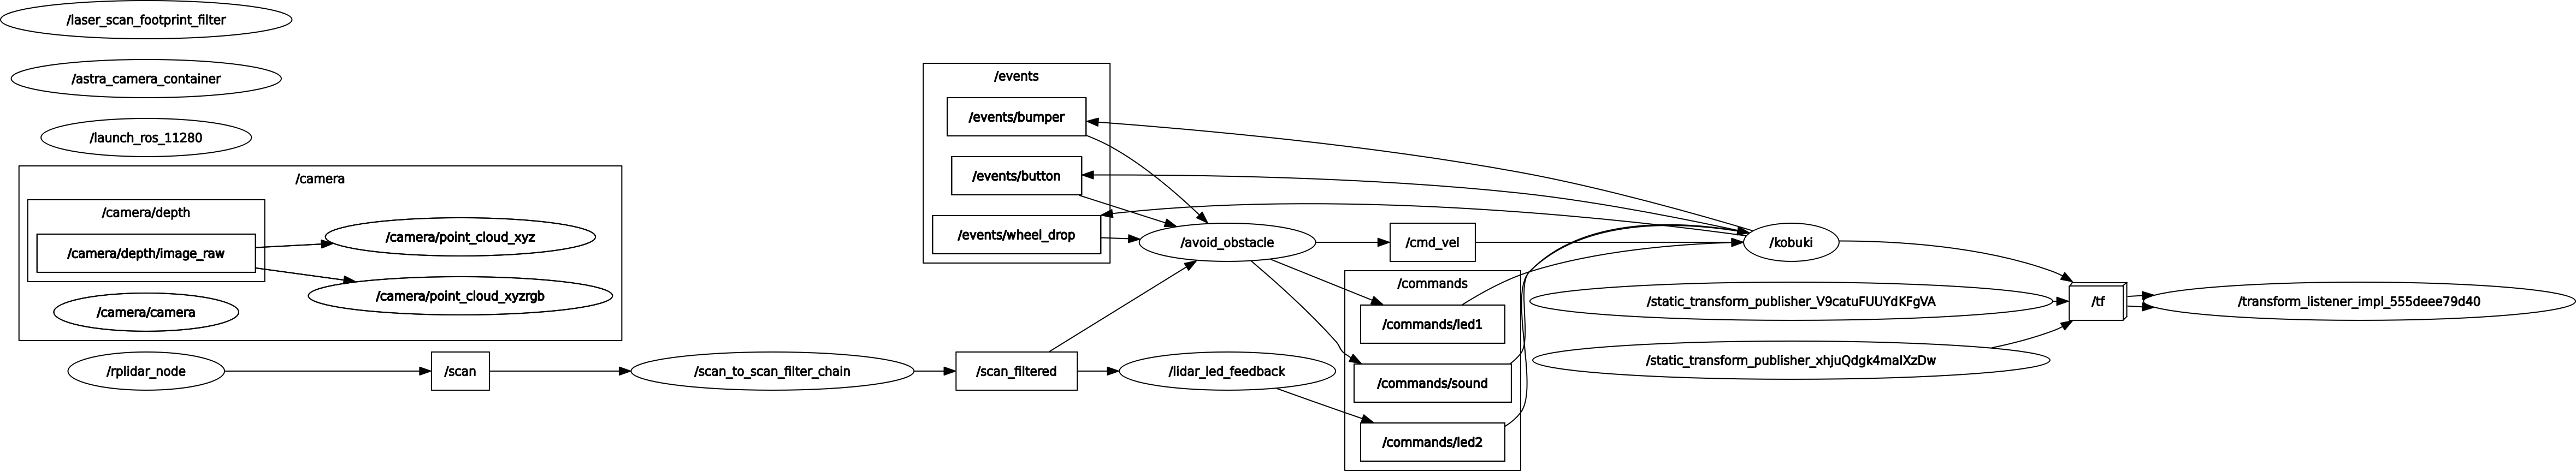 /laser_scan_footprint_filter
/astra_camera_container
/launch_ros_11280
/camera
/camera/depth
/camera/depth/image_raw
/camera/point_cloud_xyz
/camera/point_cloud_xyzrgb
/camera/camera
/rplidar_node
/scan
/scan_to_scan_filter_chain
/scan_filtered
/lidar_led_feedback
/events
/events/bumper
/events/button
/events/wheel_drop
/avoid_obstacle
/cmd_vel
/commands
/commands/led1
/commands/sound
/commands/led2
/kobuki
/static_transform_publisher_V9catuFUUYdKFgVA
/static_transform_publisher_xhjuQdgk4maIXzDw
/tf
/transform_listener_impl_555deee79d40